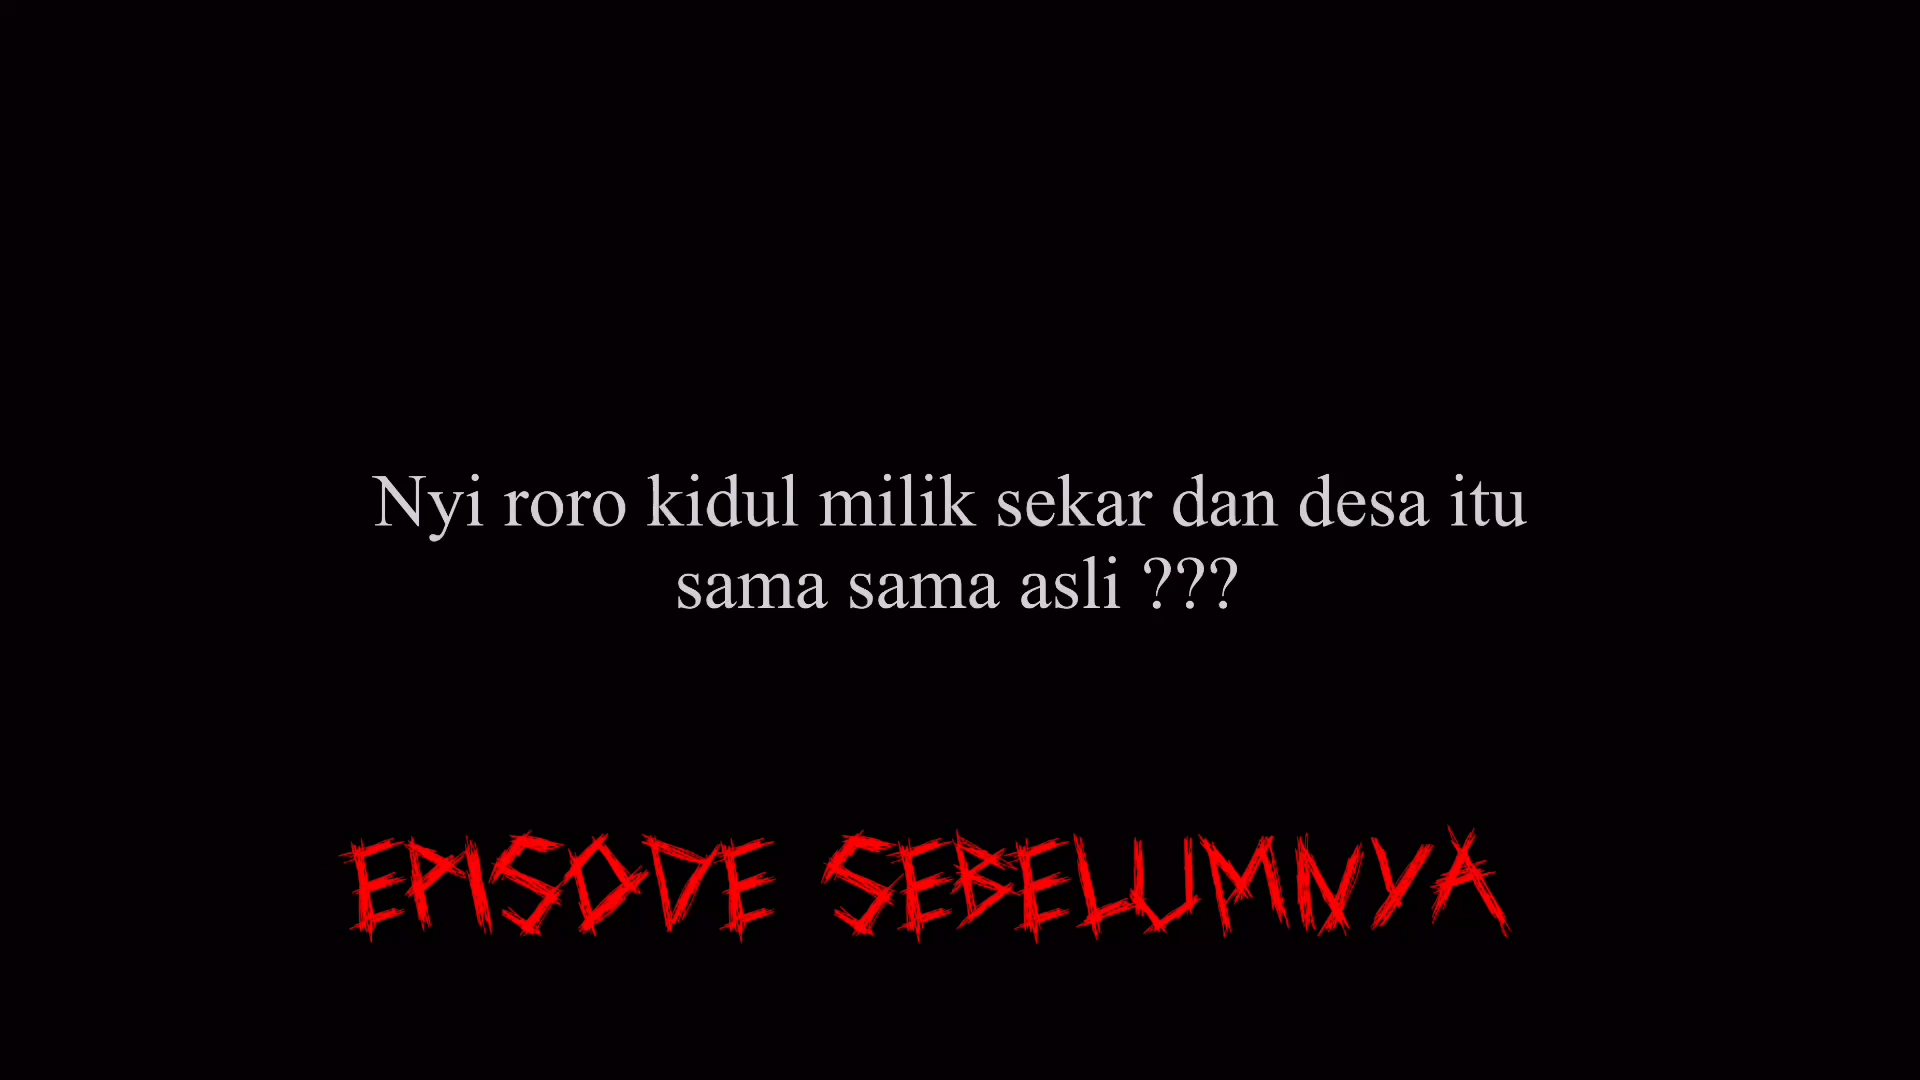 Nyi roro kidul milik sekar dan desa itu
sama sama asli ???
EPISODE SEBELUMNYA